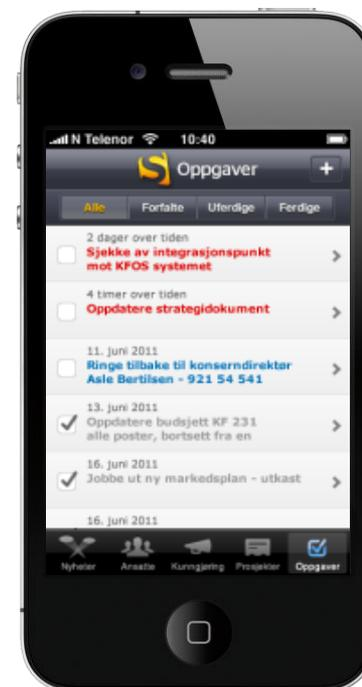 N Telenor 10:40
Oppgaver +
Alle Forfalte Uferdige Ferdige
2 dager over tiden
Sjekke av integrasjonspunkt
mot KFOS systemet
4 timer over tiden
Oppdatere strategidokument
11. juni 2011
Ringe tilbake til konserndirektør
Asle Bertilsen - 921 54 541
13. juni 2011
Oppdatere budsjett KF 231
alle poster, bortsett fra en
16. juni 2011
Jobbe ut ny markedsplan - utkast
16. juni 2011
Nyheter Ansatte Kunngjøring Prosjekter Oppgaver